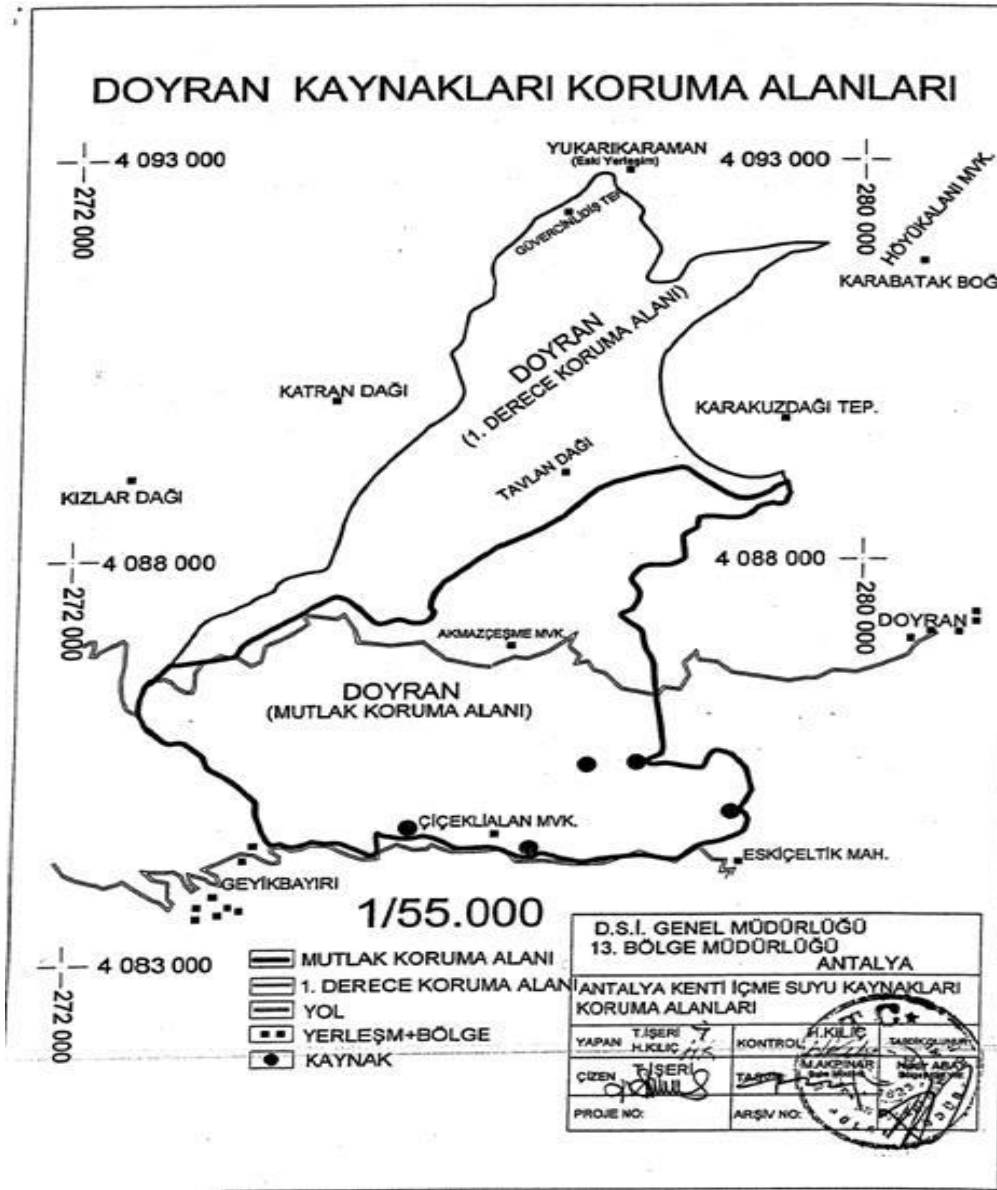 DOYRAN KAYNAKLARI KORUMA ALANLARI
YUKARIKARAMAN
(Eski Yerleşim)
4 093 000
4 093 000
272 000
280 000
HÖYÜKALANI MVK.
GÜVERCİNLİDİŞ TEP.
KARABATAK BOĞ
DOYRAN
(1. DERECE KORUMA ALANI)
KATRAN DAĞI
KARAKUZDAĞI TEP.
TAVLAN DAĞI
KIZLAR DAĞI
4 088 000
4 088 000
272 000
280 000
DOYRAN
AKMAZÇEŞME MVK.
DOYRAN
(MUTLAK KORUMA ALANI)
ÇİÇEKLİALAN MVK.
ESKİÇELTİK MAH.
GEYİKBAYIRI
1/55.000
4 083 000
272 000
MUTLAK KORUMA ALANI
1. DERECE KORUMA ALANI
YOL
YERLEŞM+BÖLGE
KAYNAK
D.S.İ. GENEL MÜDÜRLÜĞÜ
13. BÖLGE MÜDÜRLÜĞÜ
ANTALYA
ANTALYA KENTİ İÇME SUYU KAYNAKLARI
KORUMA ALANLARI
YAPAN T.İŞERİ H.KILIÇ KONTROL H.KILIÇ
ÇİZEN T.İŞERİ M.AKPINAR
PROJE NO: ARŞİV NO:
T.C.